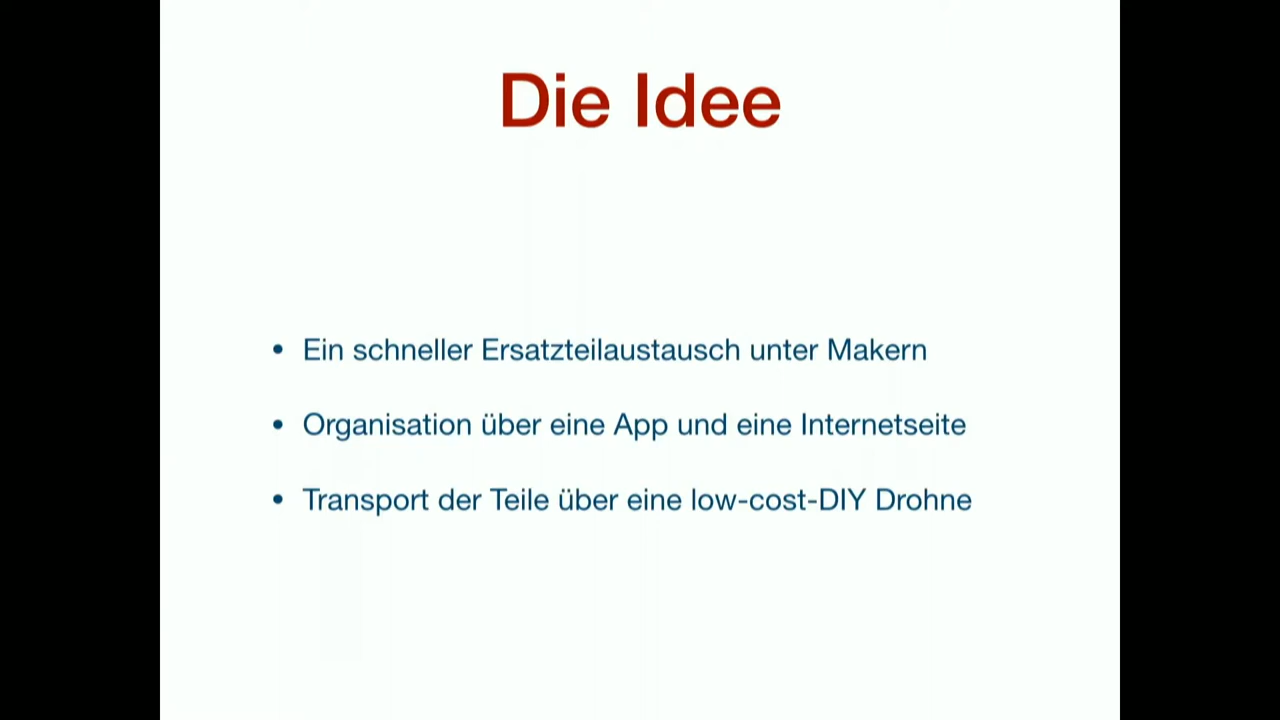 Die Idee
• Ein schneller Ersatzteilaustausch unter Makern
• Organisation über eine App und eine Internetseite
• Transport der Teile über eine low-cost-DIY Drohne